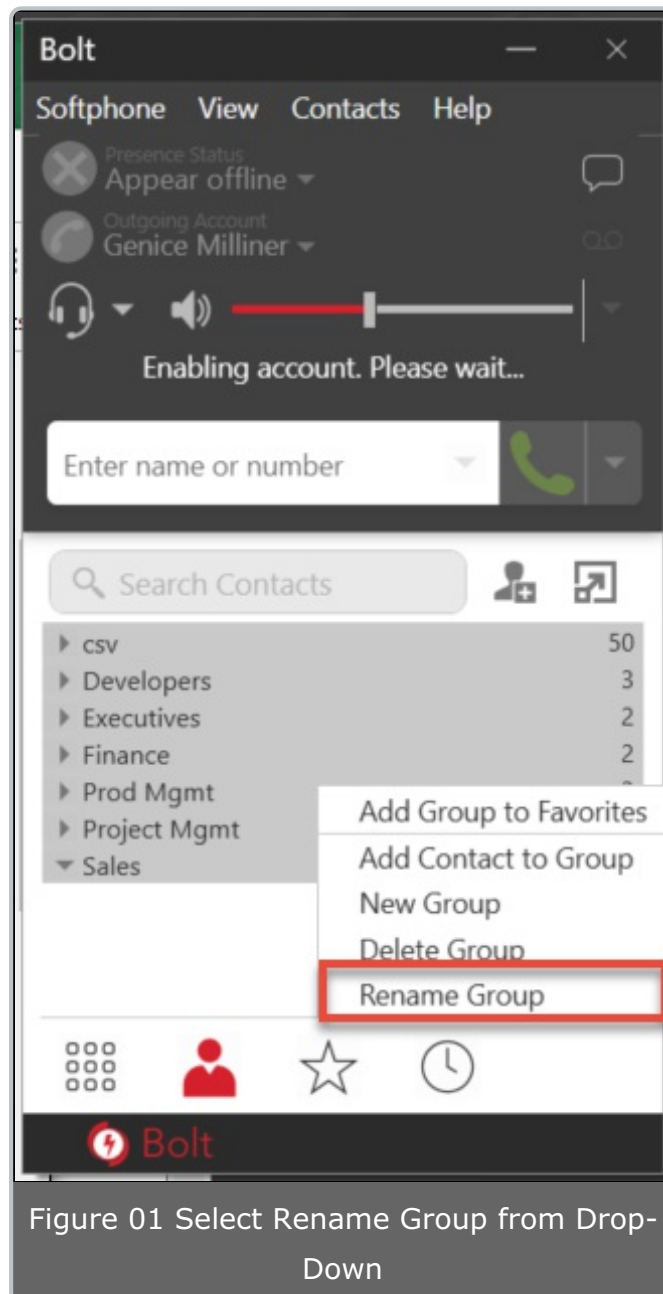 Bolt
Softphone View Contacts Help
Presence Status
Appear offline
Outgoing Account
Genice Milliner
Enabling account. Please wait...
Enter name or number
Search Contacts
csv 50
Developers 3
Executives 2
Finance 2
Prod Mgmt
Project Mgmt
Sales
Add Group to Favorites
Add Contact to Group
New Group
Delete Group
Rename Group
Bolt
Figure 01 Select Rename Group from Drop-
Down